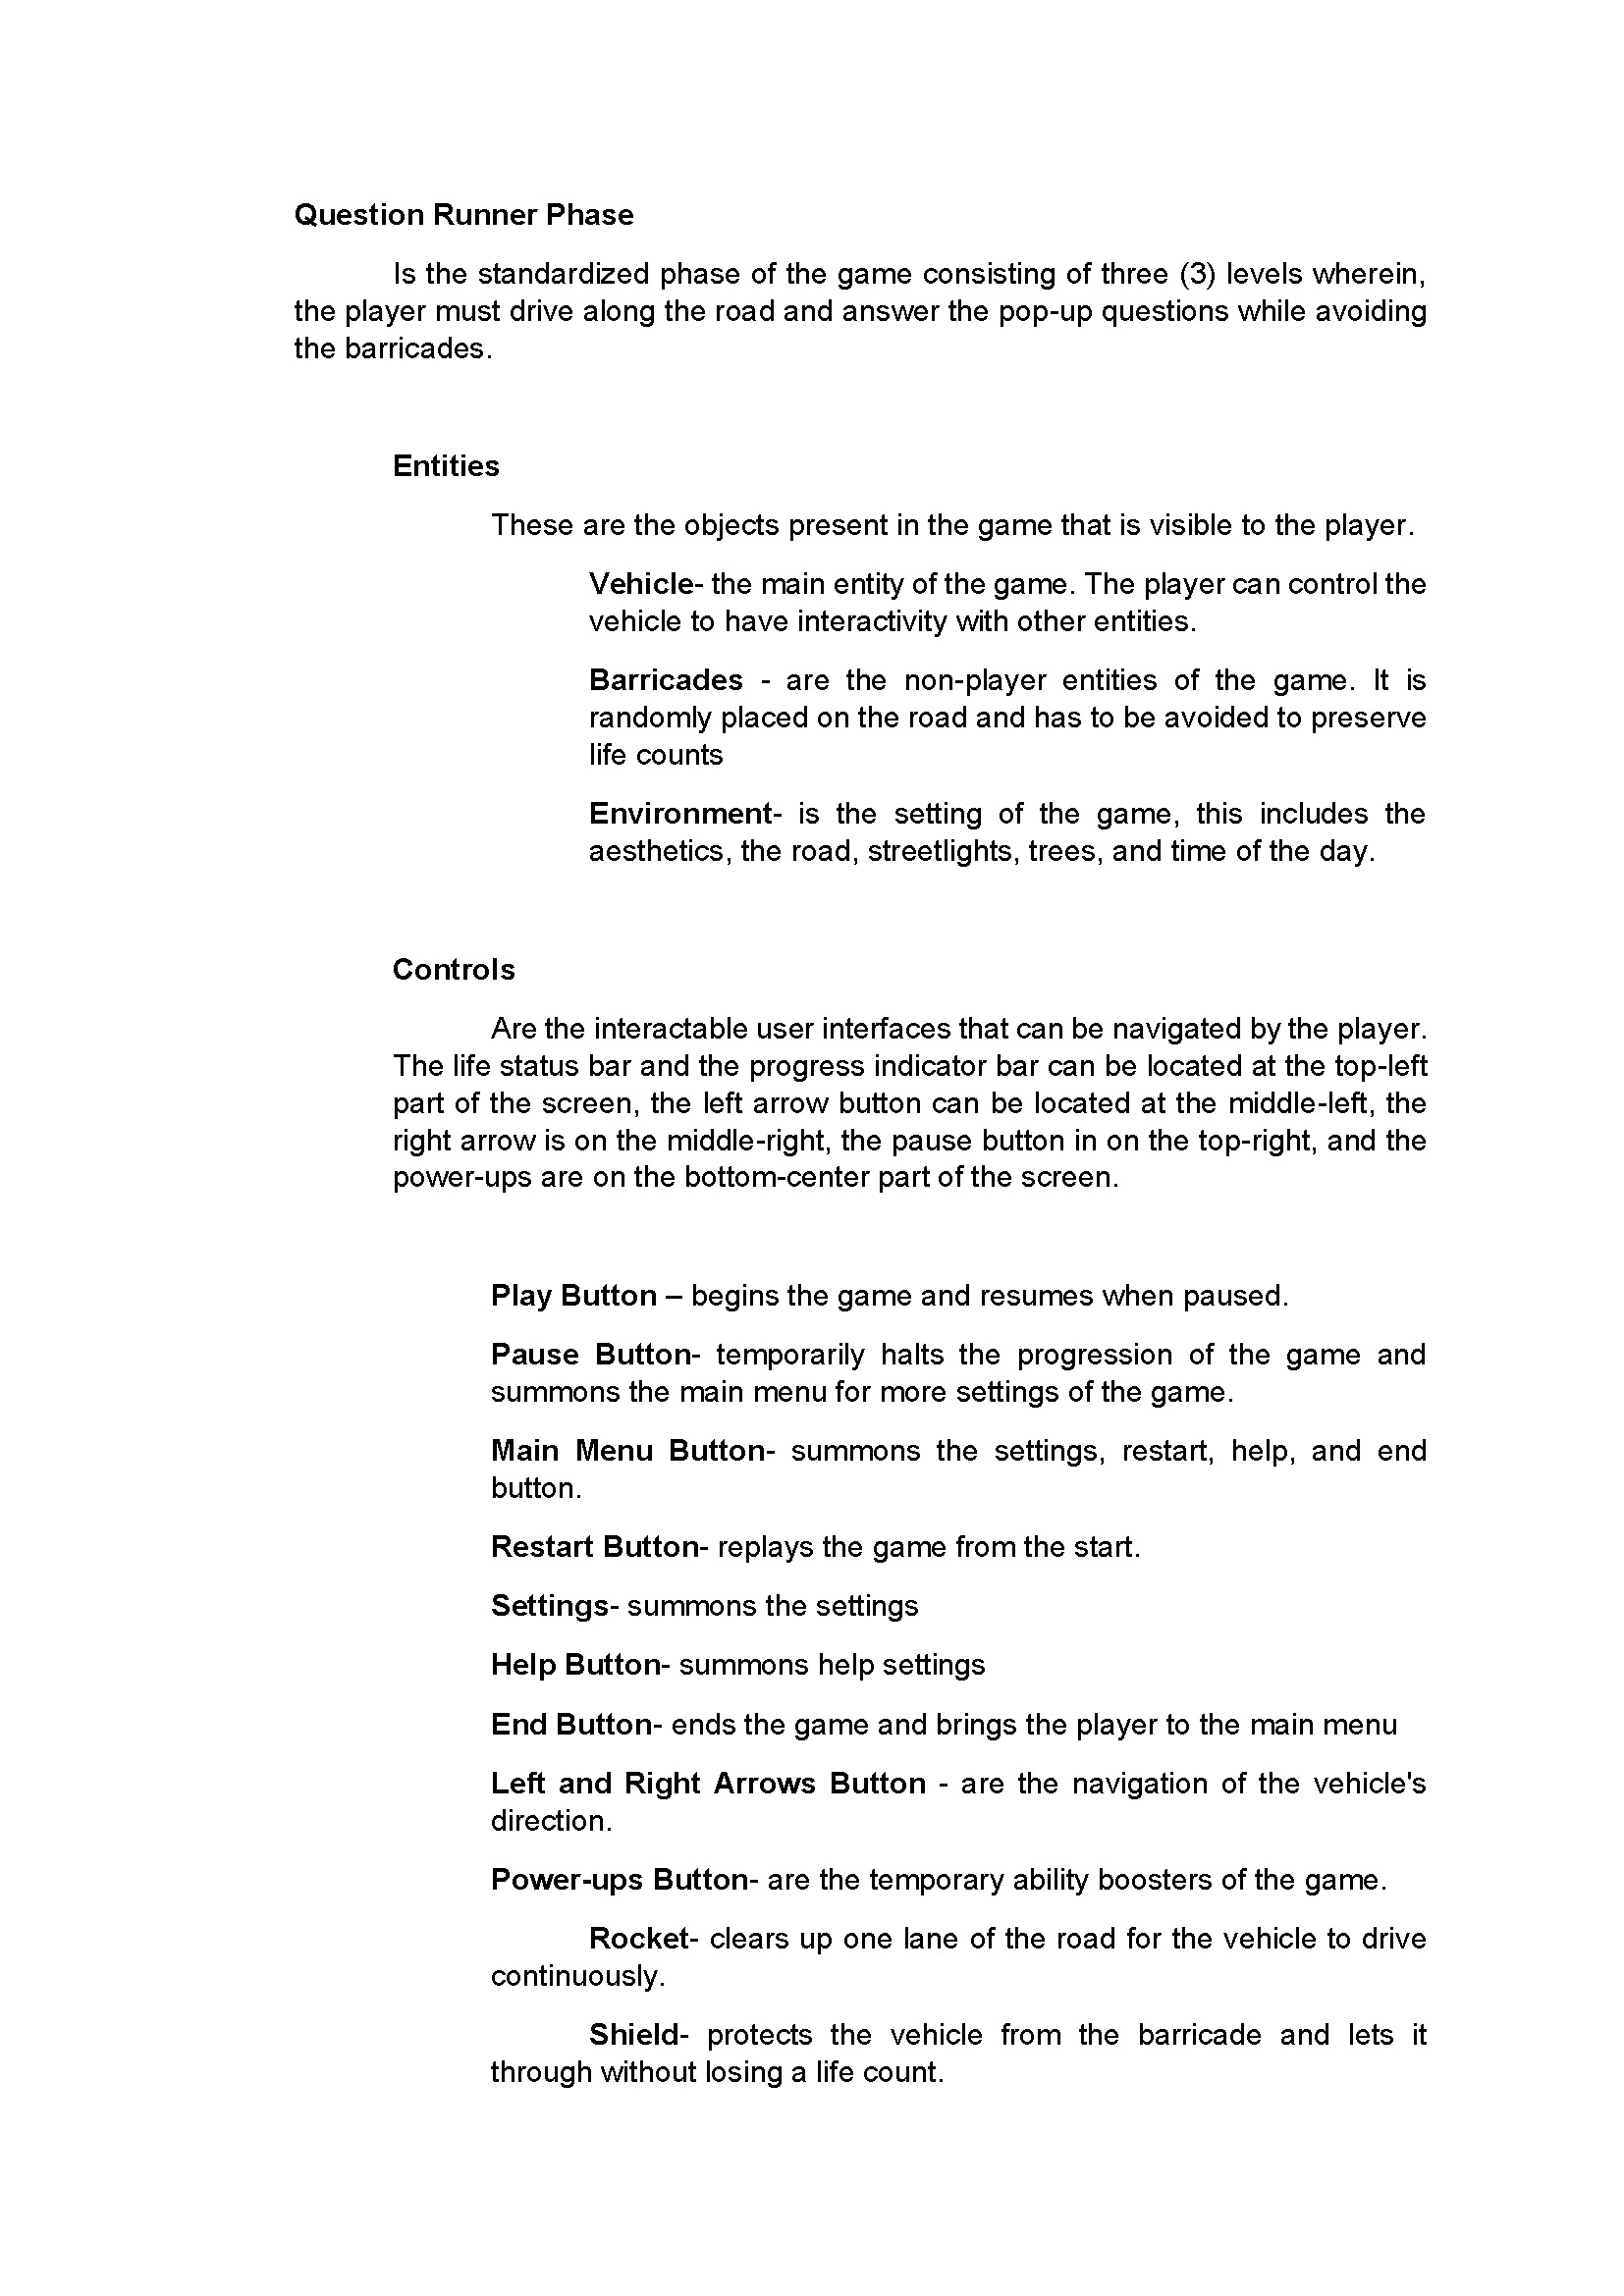 Question Runner Phase
Is the standardized phase of the game consisting of three (3) levels wherein,
the player must drive along the road and answer the pop-up questions while avoiding
the barricades.
Entities
These are the objects present in the game that is visible to the player.
Vehicle- the main entity of the game. The player can control the
vehicle to have interactivity with other entities.
Barricades - are the non-player entities of the game. It is
randomly placed on the road and has to be avoided to preserve
life counts
Environment- is the setting of the game, this includes the
aesthetics, the road, streetlights, trees, and time of the day.
Controls
Are the interactable user interfaces that can be navigated by the player.
The life status bar and the progress indicator bar can be located at the top-left
part of the screen, the left arrow button can be located at the middle-left, the
right arrow is on the middle-right, the pause button in on the top-right, and the
power-ups are on the bottom-center part of the screen.
Play Button – begins the game and resumes when paused.
Pause Button- temporarily halts the progression of the game and
summons the main menu for more settings of the game.
Main Menu Button- summons the settings, restart, help, and end
button.
Restart Button- replays the game from the start.
Settings- summons the settings
Help Button- summons help settings
End Button- ends the game and brings the player to the main menu
Left and Right Arrows Button - are the navigation of the vehicle's
direction.
Power-ups Button- are the temporary ability boosters of the game.
Rocket- clears up one lane of the road for the vehicle to drive
continuously.
Shield- protects the vehicle from the barricade and lets it
through without losing a life count.